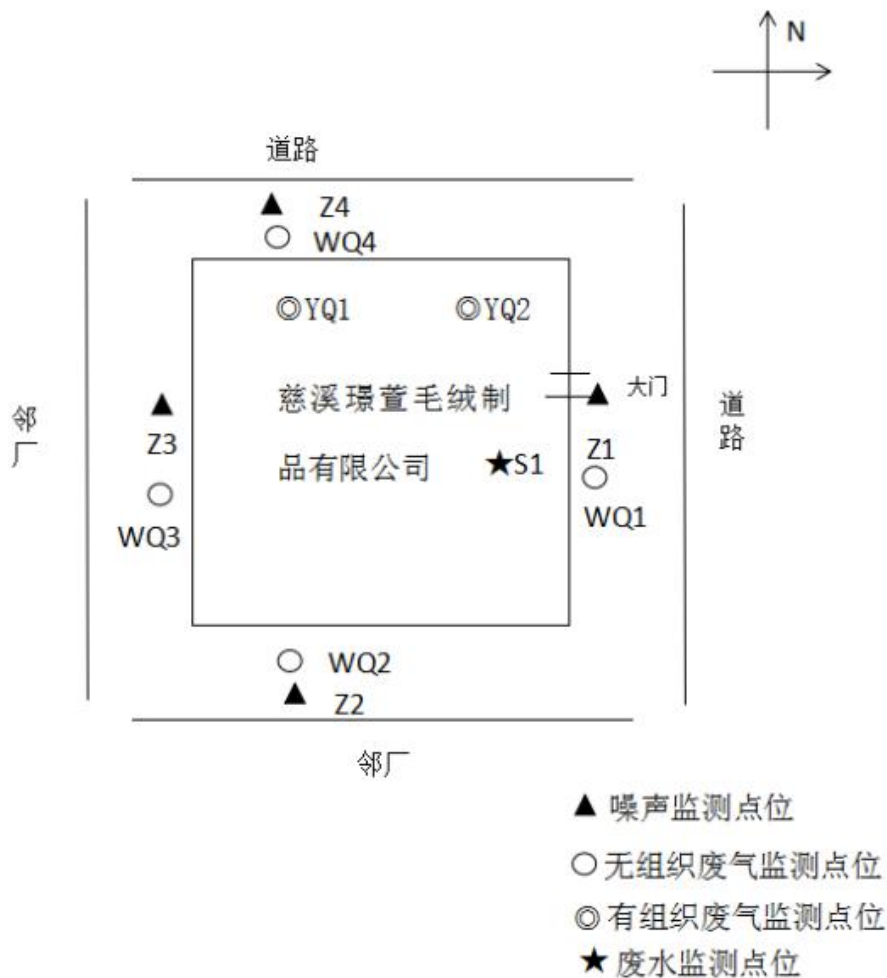 N
道路
Z4
WQ4
YQ1
YQ2
慈溪璟萱毛绒制
品有限公司
大门
道路
邻厂
Z3
S1
Z1
WQ3
WQ1
WQ2
Z2
邻厂
噪声监测点位
无组织废气监测点位
有组织废气监测点位
废水监测点位